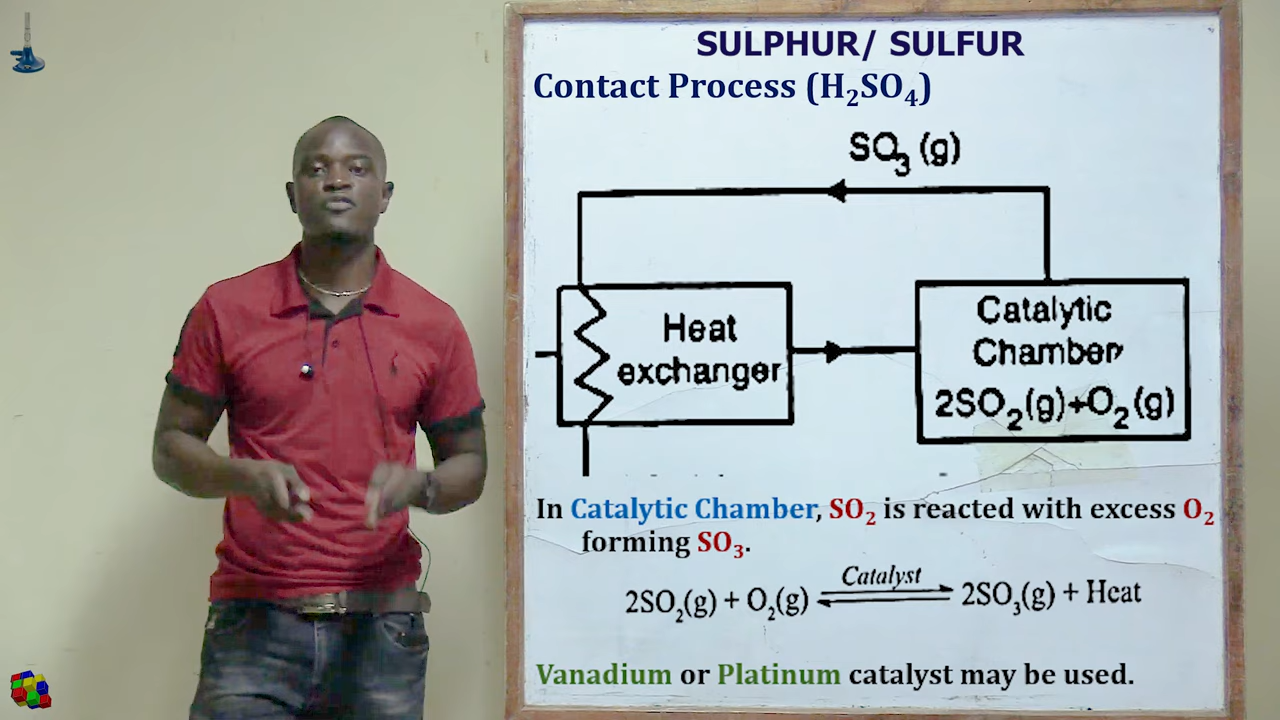 SULPHUR/ SULFUR
Contact Process (H₂SO₄)
SO₃ (g)
Heat
exchanger
Catalytic
Chamber
2SO₂(g)+O₂(g)
In Catalytic Chamber, SO₂ is reacted with excess O₂
forming SO₃.
Catalyst
2SO₂(g) + O₂(g) ⇌ 2SO₃(g) + Heat
Vanadium or Platinum catalyst may be used.